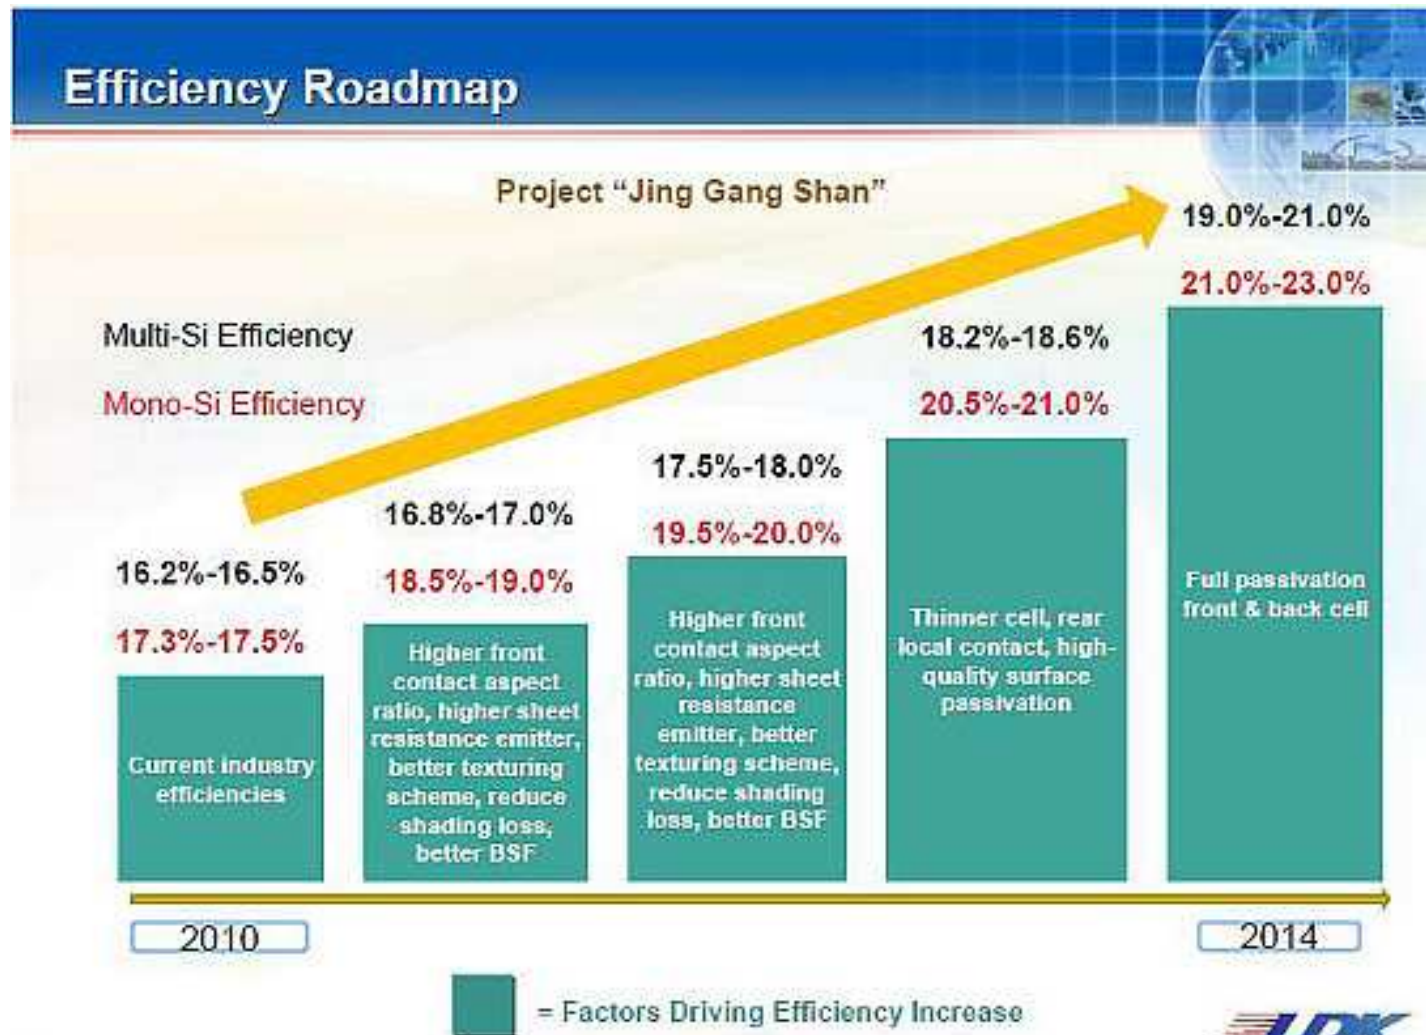 Efficiency Roadmap
Project “Jing Gang Shan”
19.0%-21.0%
21.0%-23.0%
Multi-Si Efficiency
Mono-Si Efficiency
18.2%-18.6%
20.5%-21.0%
17.5%-18.0%
19.5%-20.0%
16.8%-17.0%
18.5%-19.0%
16.2%-16.5%
17.3%-17.5%
Current industry
efficiencies
Higher front
contact aspect
ratio, higher sheet
resistance emitter,
better texturing
scheme, reduce
shading loss,
better BSF
Higher front
contact aspect
ratio, higher sheet
resistance
emitter, better
texturing scheme,
reduce shading
loss, better BSF
Thinner cell, rear
local contact, high-
quality surface
passivation
Full passivation
front & back cell
2010
2014
= Factors Driving Efficiency Increase
LDK